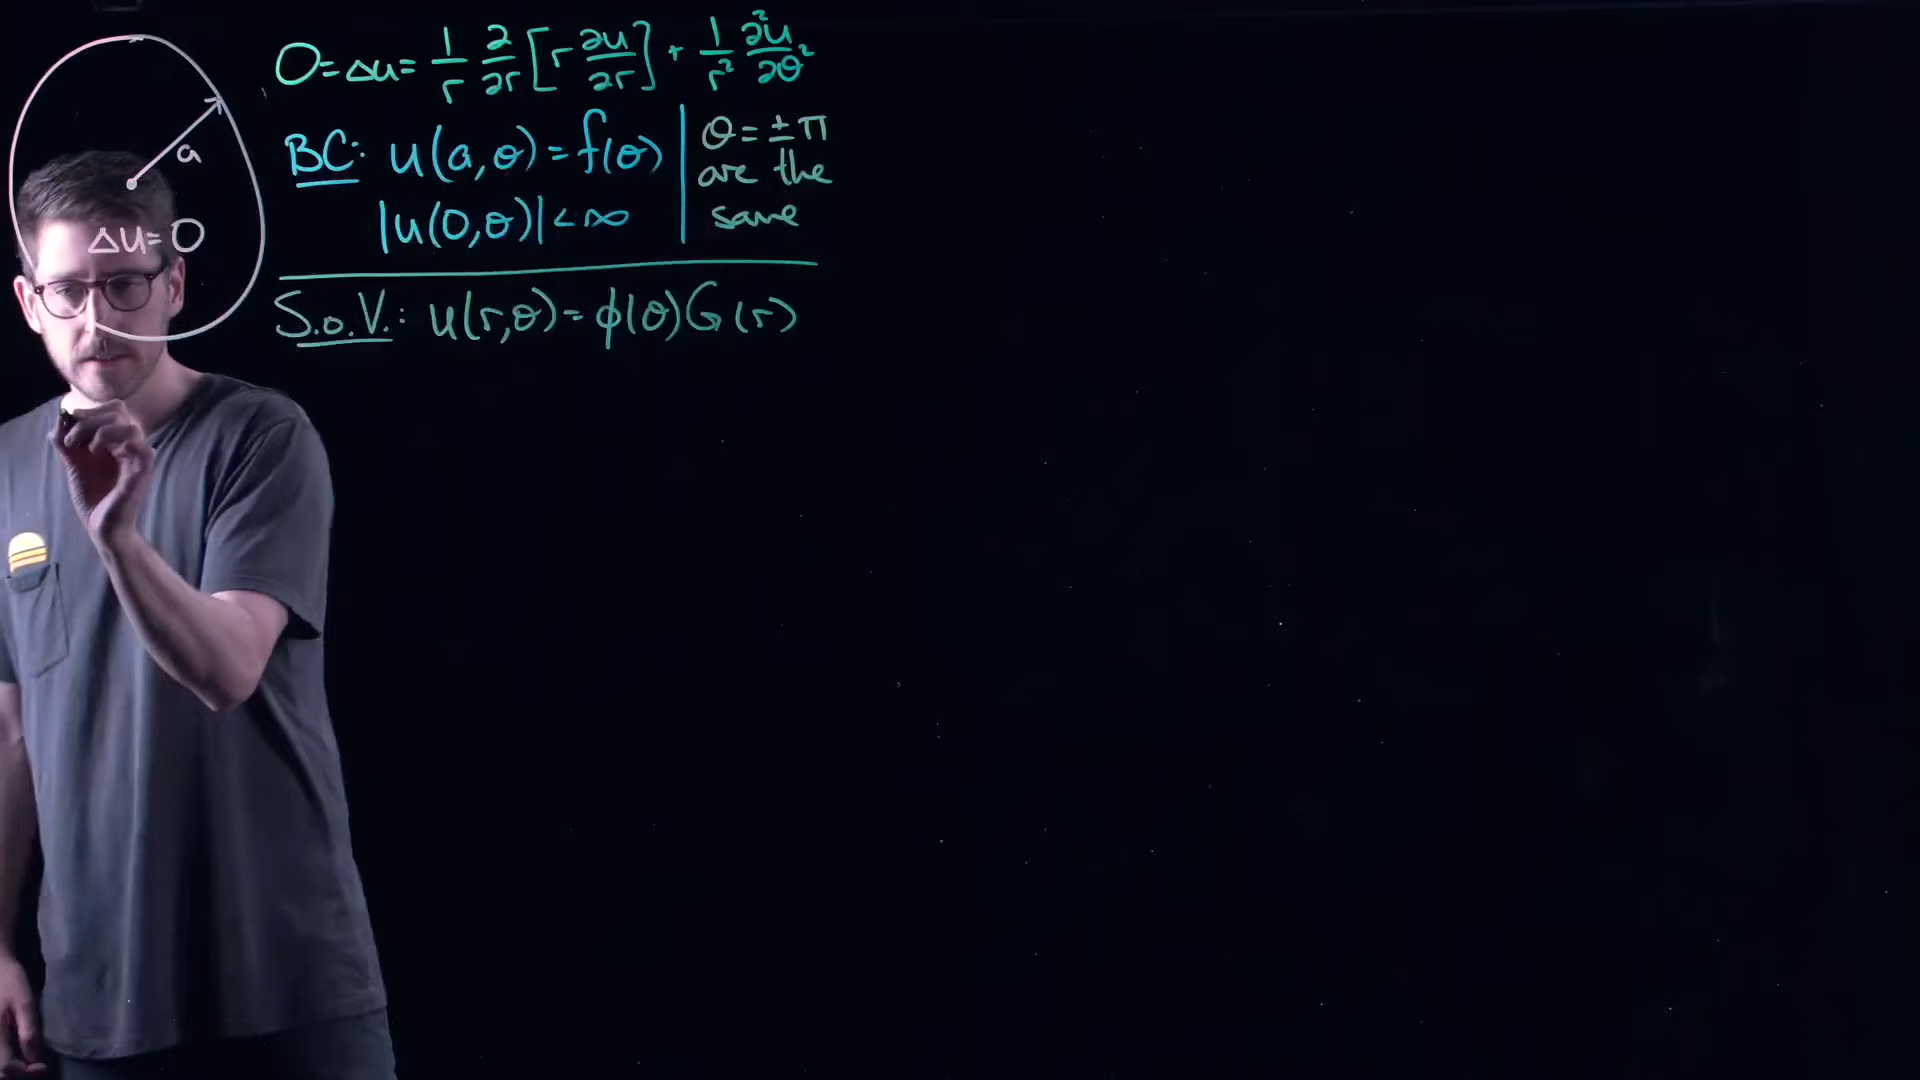 a
Δu=0
0=Δu= 1/r ∂/∂r [r ∂u/∂r] + 1/r² ∂²u/∂θ²
BC: u(a,θ)=f(θ)
|u(0,θ)|<∞
θ=±π
are the
same
S.o.V.: u(r,θ)=ϕ(θ)G(r)